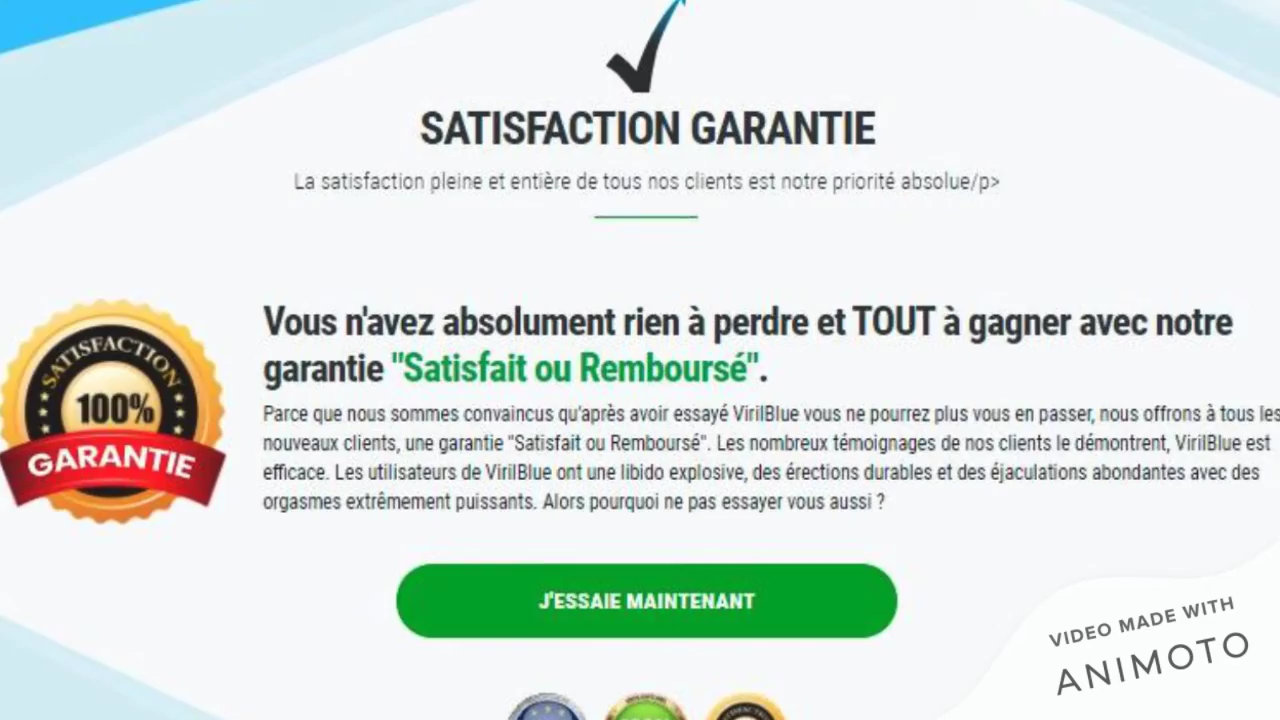 SATISFACTION GARANTIE
La satisfaction pleine et entière de tous nos clients est notre priorité absolue/p>
SATISFACTION
100%
GARANTIE
Vous n'avez absolument rien à perdre et TOUT à gagner avec notre
garantie "Satisfait ou Remboursé".
Parce que nous sommes convaincus qu'après avoir essayé VirilBlue vous ne pourrez plus vous en passer, nous offrons à tous les
nouveaux clients, une garantie "Satisfait ou Remboursé". Les nombreux témoignages de nos clients le démontrent, VirilBlue est
efficace. Les utilisateurs de VirilBlue ont une libido explosive, des érections durables et des éjaculations abondantes avec des
orgasmes extrêmement puissants. Alors pourquoi ne pas essayer vous aussi ?
J'ESSAIE MAINTENANT
VIDEO MADE WITH
ANIMOTO